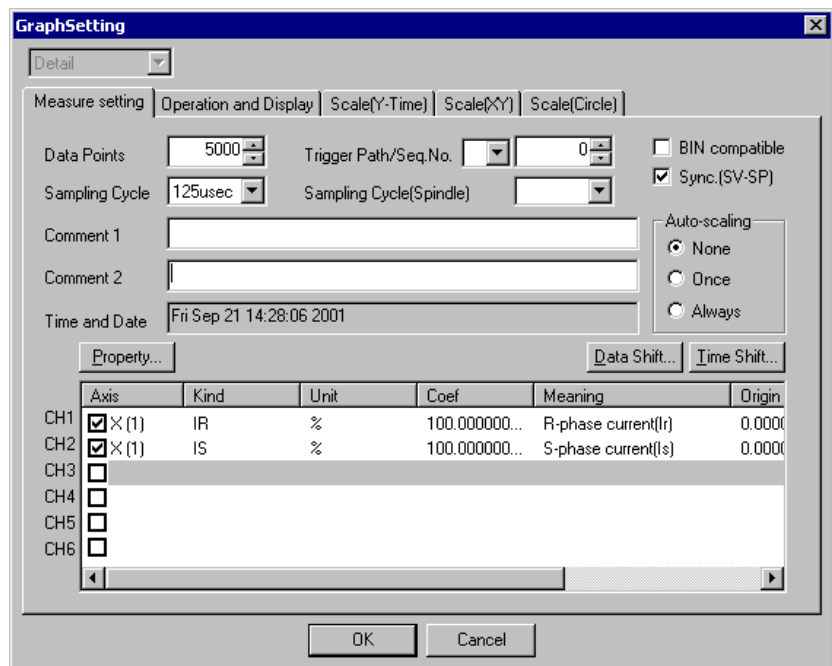 GraphSetting
Detail
Measure setting Operation and Display Scale(Y-Time) Scale(XY) Scale(Circle)
Data Points 5000 Trigger Path/Seq.No. 0 BIN compatible
Sampling Cycle 125usec Sampling Cycle(Spindle) Sync.(SV-SP)
Comment 1
Auto-scaling
None
Comment 2
Once
Time and Date Fri Sep 21 14:28:06 2001
Always
Property... Data Shift... Time Shift...
Axis Kind Unit Coef Meaning Origin
CH1 X (1) IR % 100.000000... R-phase current(Ir) 0.000
CH2 X (1) IS % 100.000000... S-phase current(Is) 0.000
CH3
CH4
CH5
CH6
OK Cancel